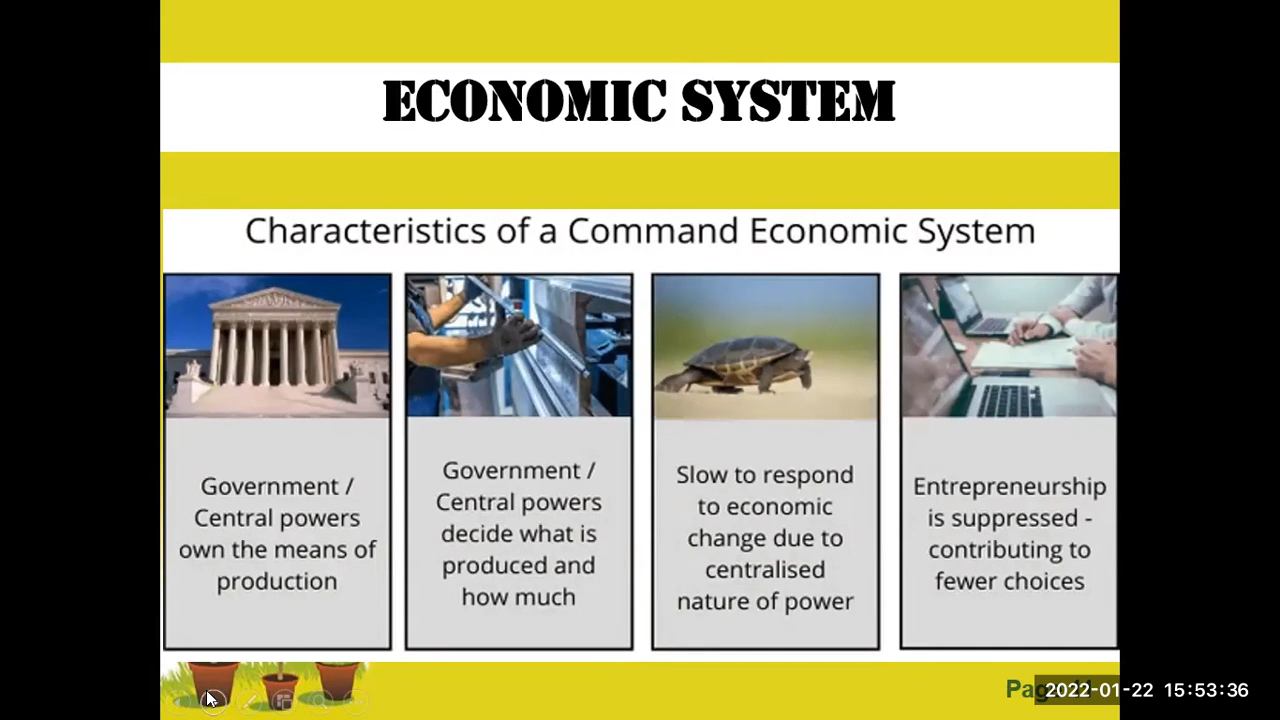 ECONOMIC SYSTEM
Characteristics of a Command Economic System
Government /
Central powers
own the means of
production
Government /
Central powers
decide what is
produced and
how much
Slow to respond
to economic
change due to
centralised
nature of power
Entrepreneurship
is suppressed -
contributing to
fewer choices
2022-01-22 15:53:36